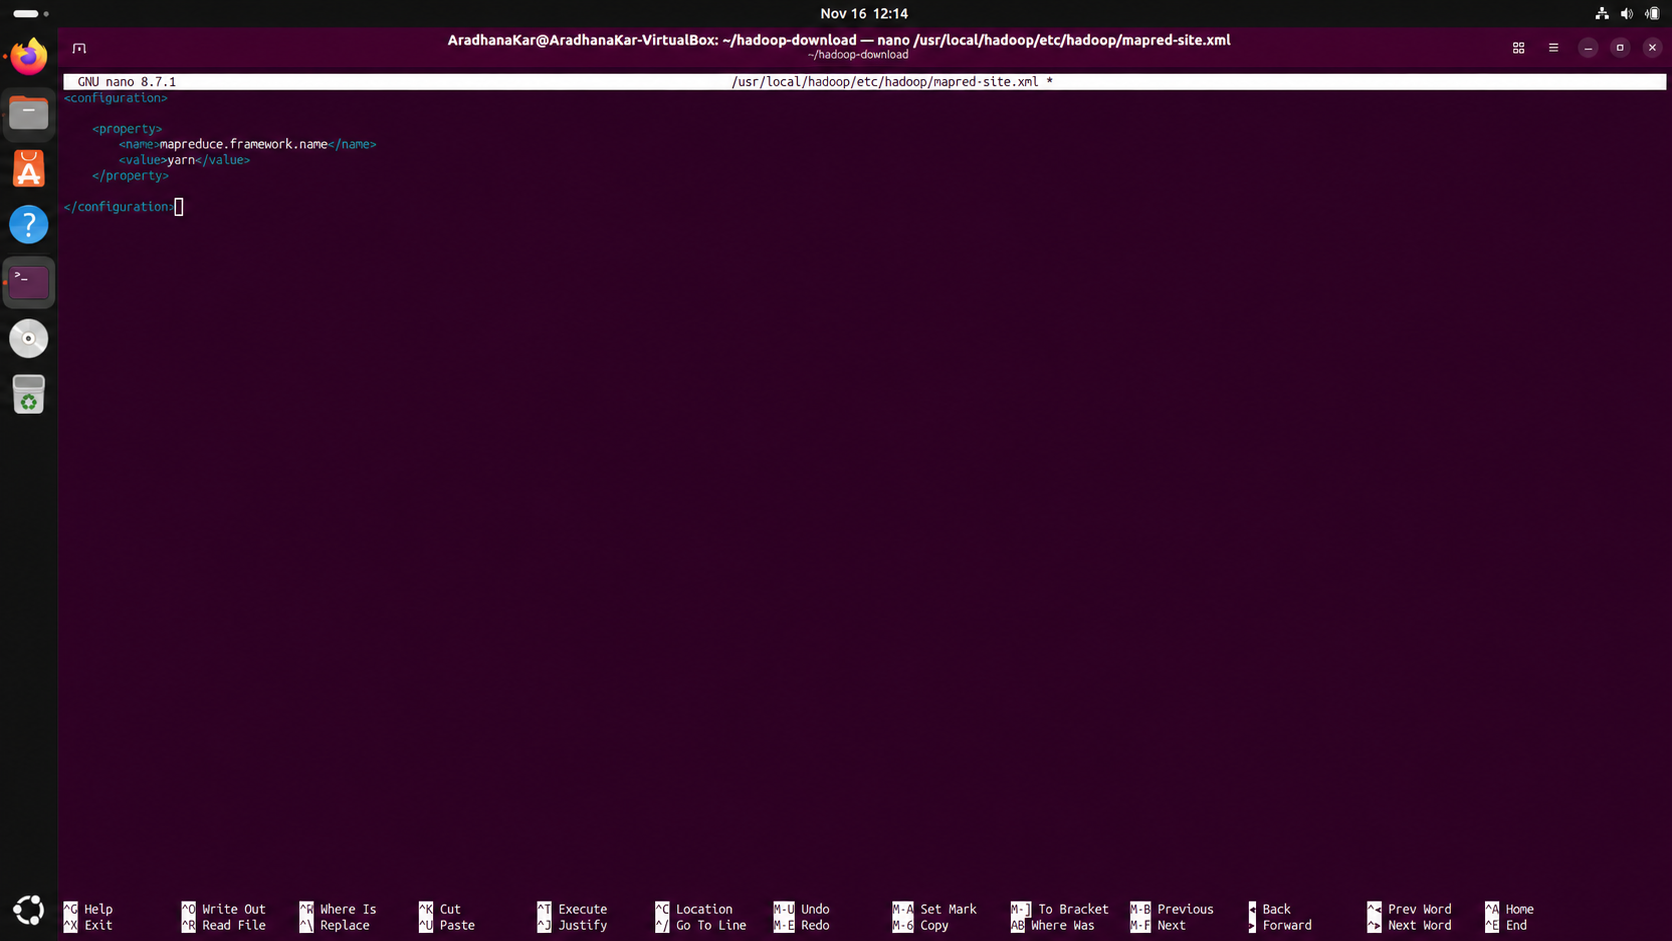 Nov 16 12:14
AradhanaKar@AradhanaKar-VirtualBox: ~/hadoop-download — nano /usr/local/hadoop/etc/hadoop/mapred-site.xml
~/hadoop-download
GNU nano 8.7.1 /usr/local/hadoop/etc/hadoop/mapred-site.xml *
<configuration>
    <property>
        <name>mapreduce.framework.name</name>
        <value>yarn</value>
    </property>
</configuration>
^G Help ^O Write Out ^R Where Is ^K Cut ^T Execute ^C Location M-U Undo M-A Set Mark M-] To Bracket M-B Previous ◂ Back ^◂ Prev Word ^A Home
^X Exit ^R Read File ^\ Replace ^U Paste ^J Justify ^/ Go To Line M-E Redo M-6 Copy AB Where Was M-F Next ▸ Forward ^▸ Next Word ^E End